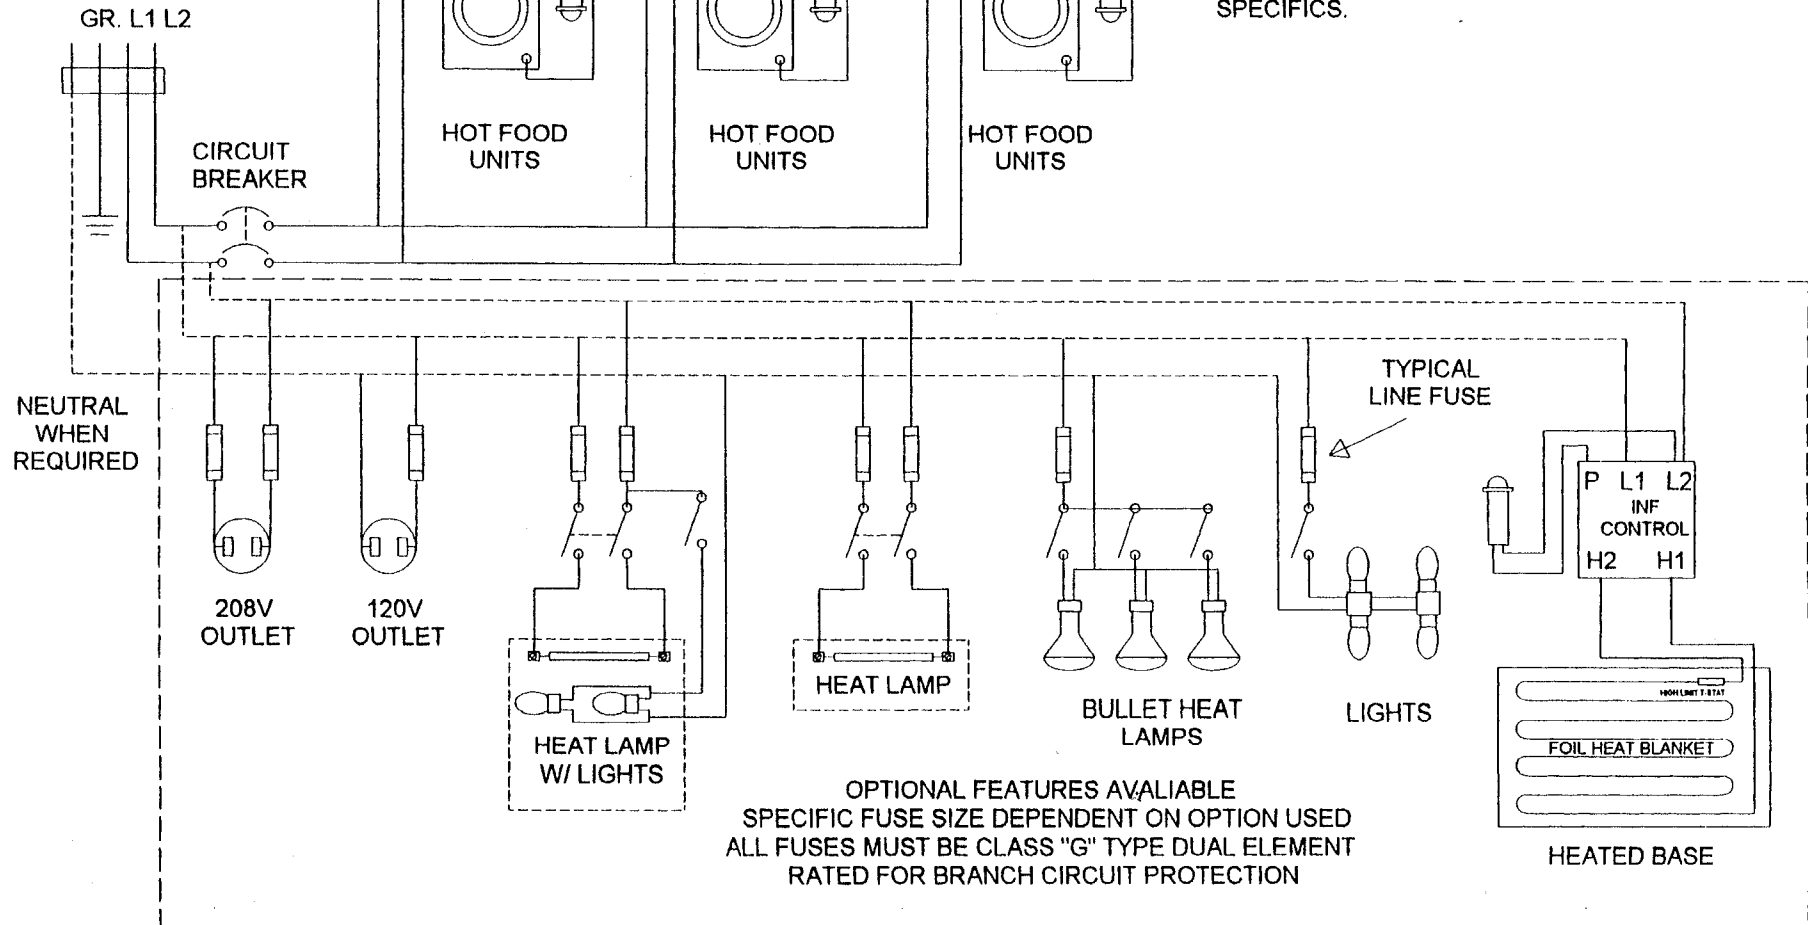 SPECIFICS.
GR. L1 L2
CIRCUIT
BREAKER
HOT FOOD
UNITS
HOT FOOD
UNITS
HOT FOOD
UNITS
NEUTRAL
WHEN
REQUIRED
TYPICAL
LINE FUSE
P L1 L2
INF
CONTROL
H2 H1
208V
OUTLET
120V
OUTLET
HEAT LAMP
W/ LIGHTS
HEAT LAMP
BULLET HEAT
LAMPS
LIGHTS
HIGH LIMIT T-STAT
FOIL HEAT BLANKET
HEATED BASE
OPTIONAL FEATURES AVALIABLE
SPECIFIC FUSE SIZE DEPENDENT ON OPTION USED
ALL FUSES MUST BE CLASS "G" TYPE DUAL ELEMENT
RATED FOR BRANCH CIRCUIT PROTECTION